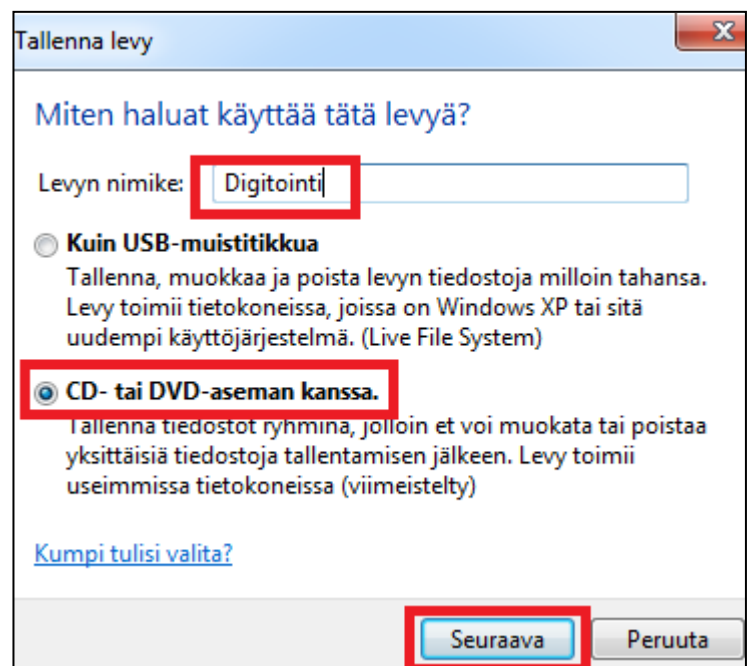 Tallenna levy
Miten haluat käyttää tätä levyä?
Levyn nimike: Digitointi
Kuin USB-muistitikkua
Tallenna, muokkaa ja poista levyn tiedostoja milloin tahansa.
Levy toimii tietokoneissa, joissa on Windows XP tai sitä
uudempi käyttöjärjestelmä. (Live File System)
CD- tai DVD-aseman kanssa.
Tallenna tiedostot ryhminä, jolloin et voi muokata tai poistaa
yksittäisiä tiedostoja tallentamisen jälkeen. Levy toimii
useimmissa tietokoneissa (viimeistelty)
Kumpi tulisi valita?
Seuraava Peruuta